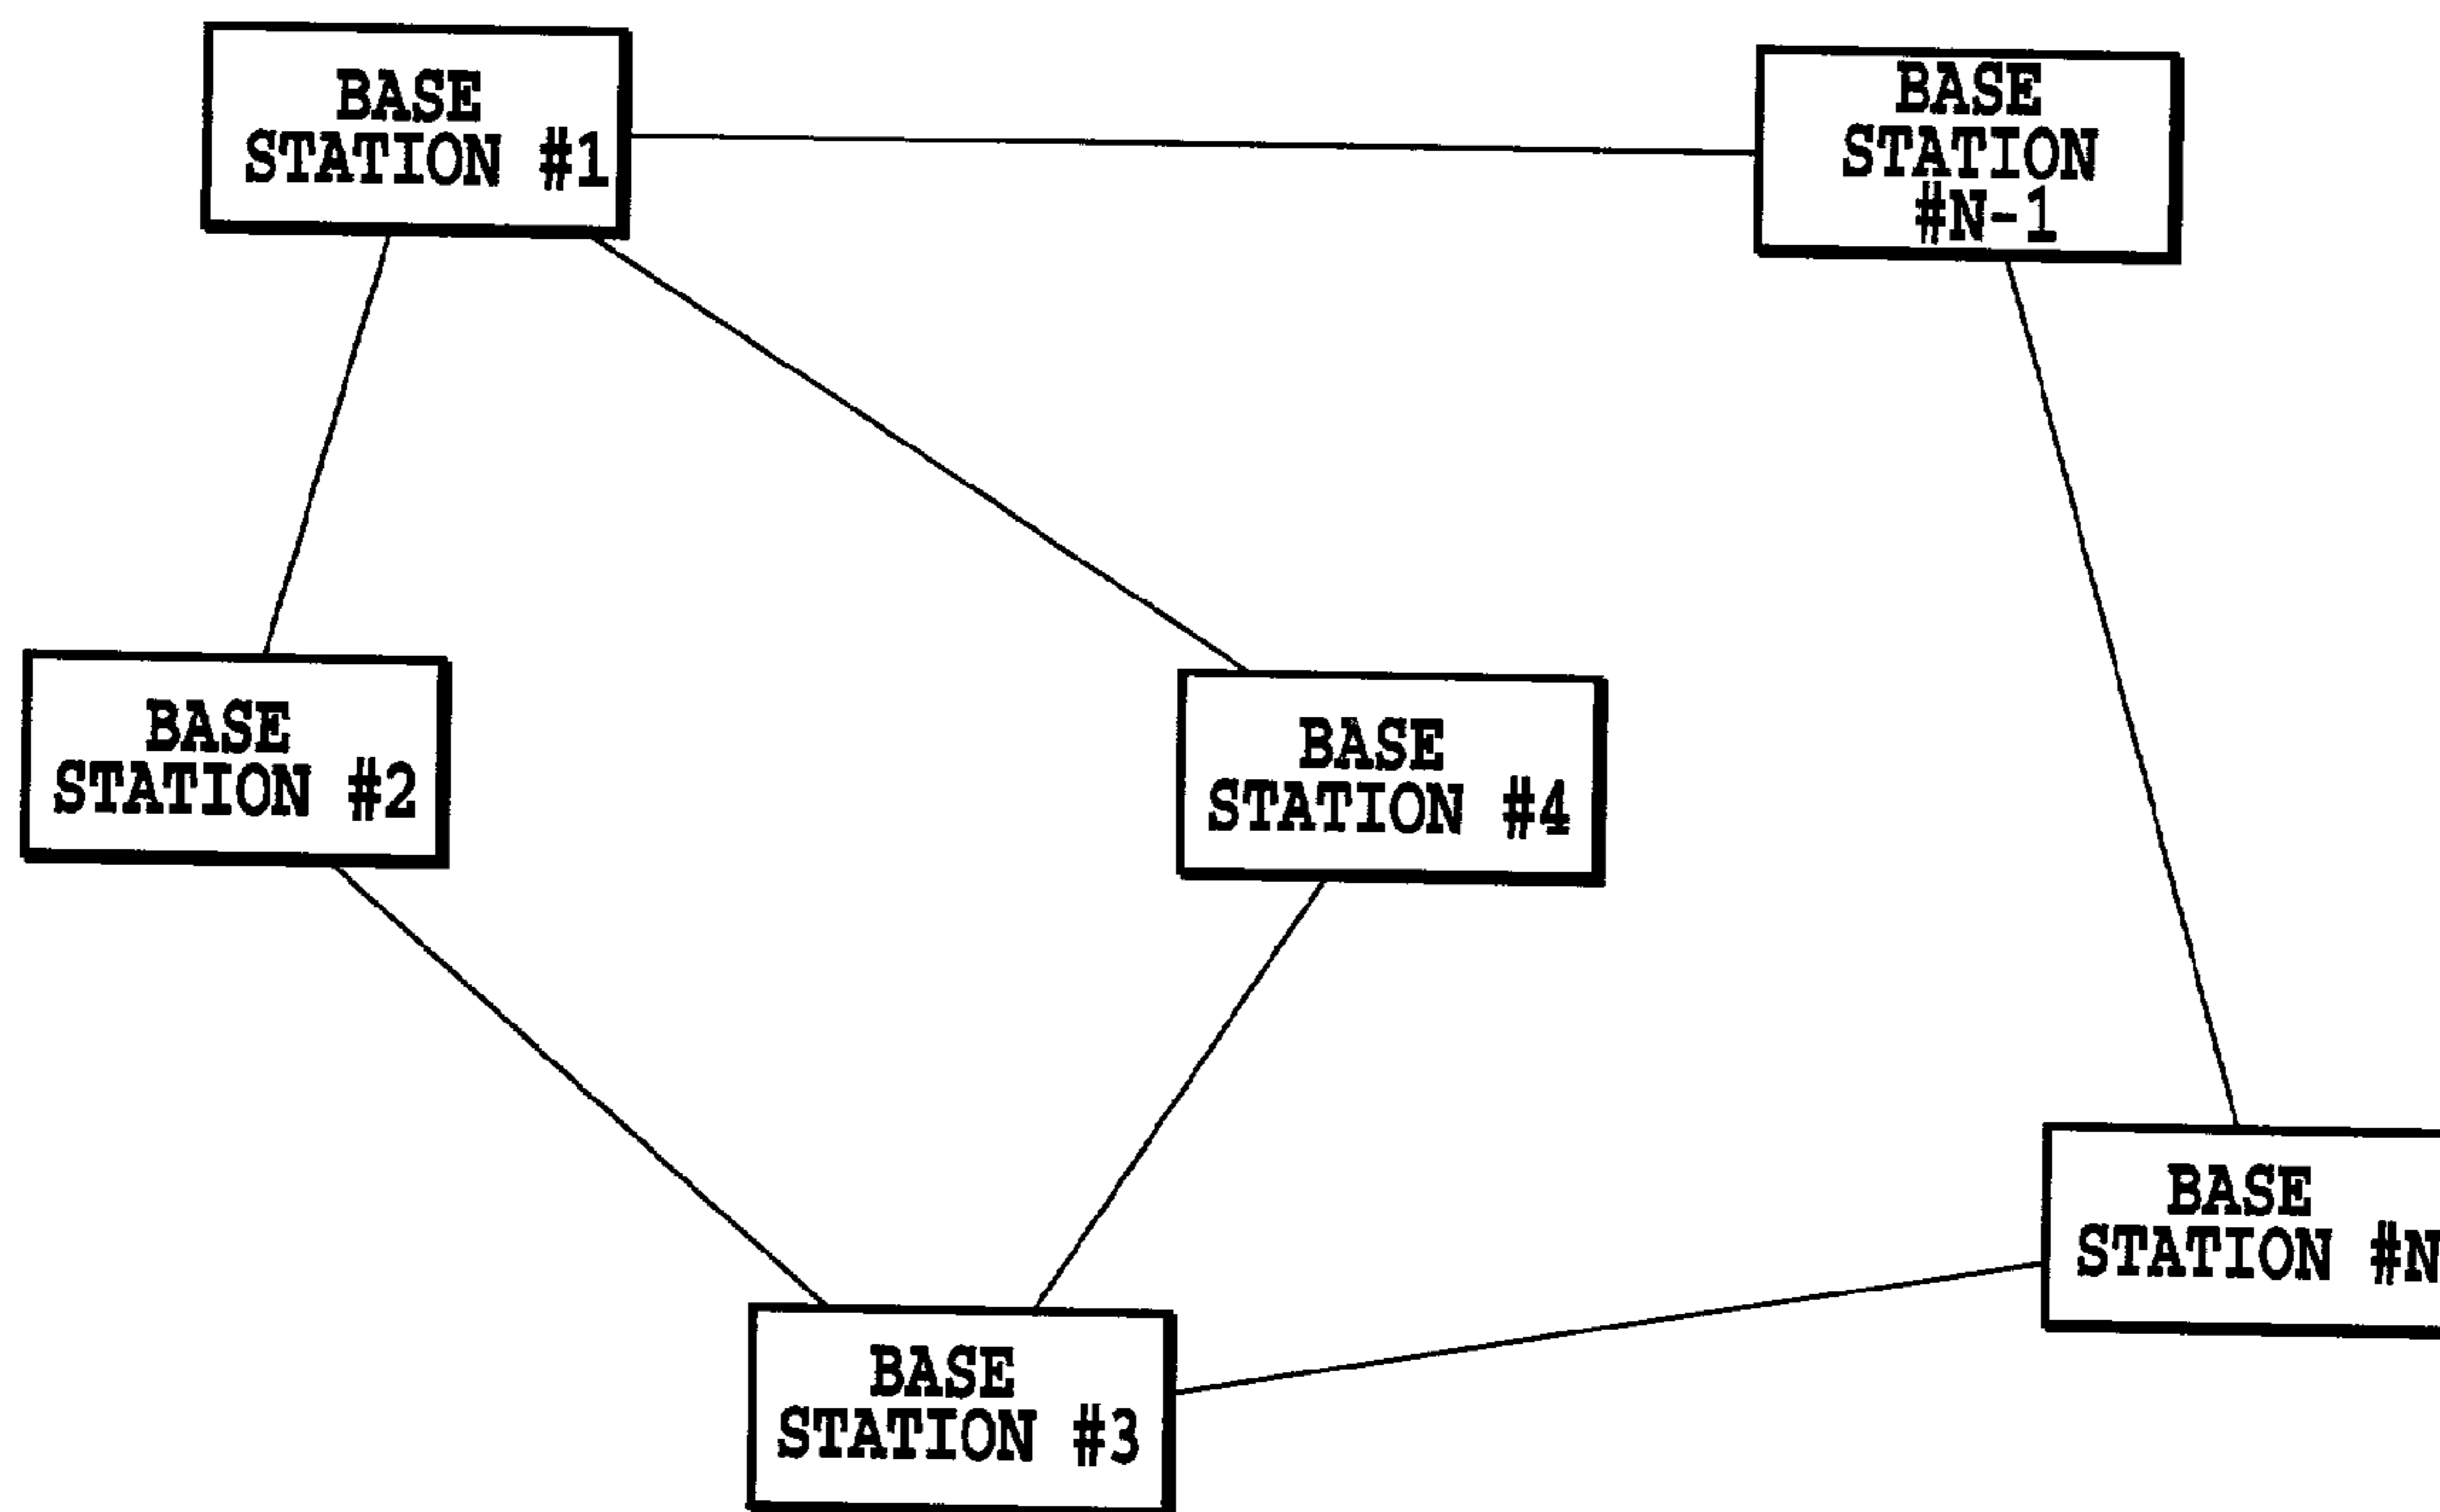 BASE
STATION #1
BASE
STATION
#N-1
BASE
STATION #2
BASE
STATION #4
BASE
STATION #N
BASE
STATION #3